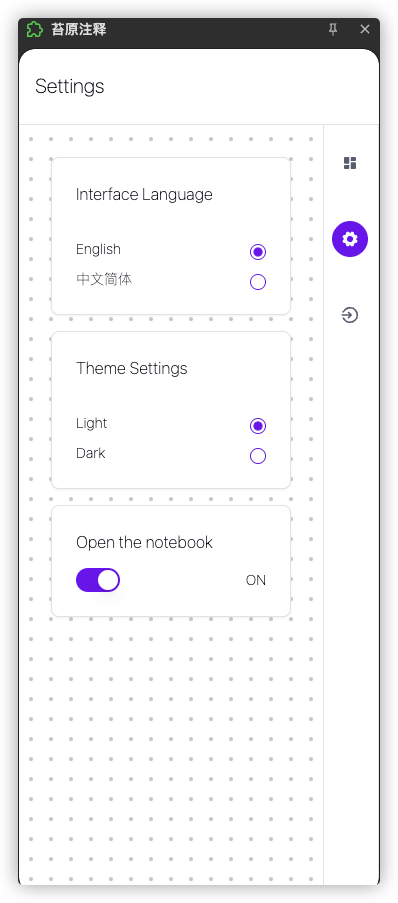 苔原注释
Settings
Interface Language
English
中文简体
Theme Settings
Light
Dark
Open the notebook
ON